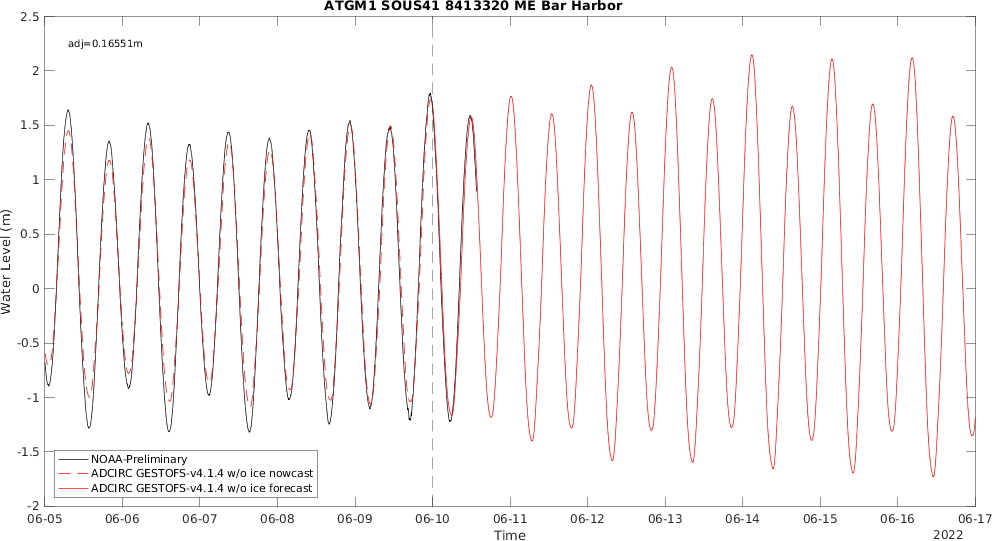 ATGM1 SOUS41 8413320 ME Bar Harbor
adj=0.16551m
2.5
2
1.5
1
0.5
0
-0.5
-1
-1.5
-2
Water Level (m)
NOAA-Preliminary
ADCIRC GESTOFS-v4.1.4 w/o ice nowcast
ADCIRC GESTOFS-v4.1.4 w/o ice forecast
06-05 06-06 06-07 06-08 06-09 06-10 06-11 06-12 06-13 06-14 06-15 06-16 06-17
Time
2022